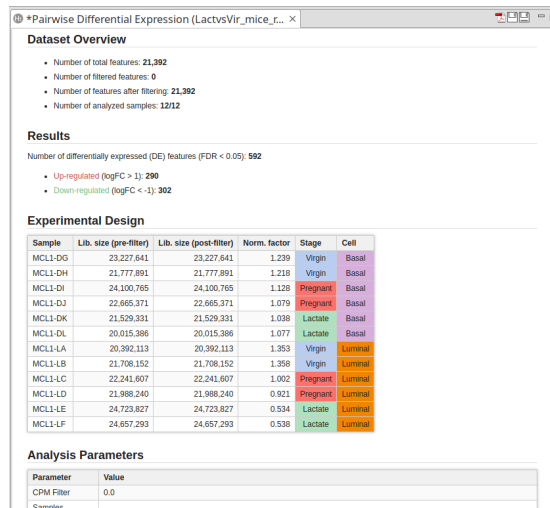 *Pairwise Differential Expression (LactvsVir_mice_r...
Dataset Overview
Number of total features: 21,392
Number of filtered features: 0
Number of features after filtering: 21,392
Number of analyzed samples: 12/12
Results
Number of differentially expressed (DE) features (FDR < 0.05): 592
Up-regulated (logFC > 1): 290
Down-regulated (logFC < -1): 302
Experimental Design
Sample Lib. size (pre-filter) Lib. size (post-filter) Norm. factor Stage Cell
MCL1-DG 23,227,641 23,227,641 1.239 Virgin Basal
MCL1-DH 21,777,891 21,777,891 1.218 Virgin Basal
MCL1-DI 24,100,765 24,100,765 1.128 Pregnant Basal
MCL1-DJ 22,665,371 22,665,371 1.079 Pregnant Basal
MCL1-DK 21,529,331 21,529,331 1.038 Lactate Basal
MCL1-DL 20,015,386 20,015,386 1.077 Lactate Basal
MCL1-LA 20,392,113 20,392,113 1.353 Virgin Luminal
MCL1-LB 21,708,152 21,708,152 1.358 Virgin Luminal
MCL1-LC 22,241,607 22,241,607 1.002 Pregnant Luminal
MCL1-LD 21,988,240 21,988,240 0.921 Pregnant Luminal
MCL1-LE 24,723,827 24,723,827 0.534 Lactate Luminal
MCL1-LF 24,657,293 24,657,293 0.538 Lactate Luminal
Analysis Parameters
Parameter Value
CPM Filter 0.0
Samples